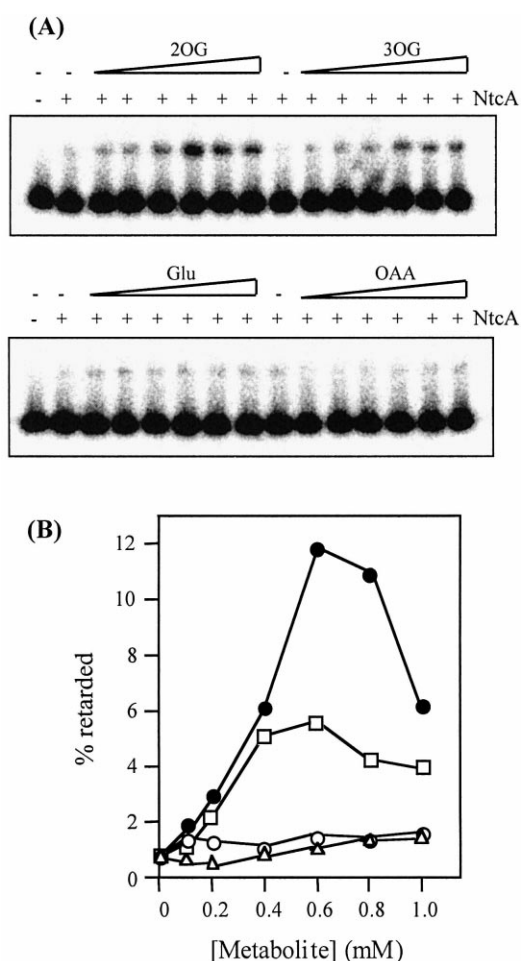 (A)
2OG 3OG
- - -
- + + + + + + + + + + + + + + NtcA
Glu OAA
- - -
- + + + + + + + + + + + + + + NtcA
(B)
12
10
8
6
4
2
0
% retarded
0 0.2 0.4 0.6 0.8 1.0
[Metabolite] (mM)